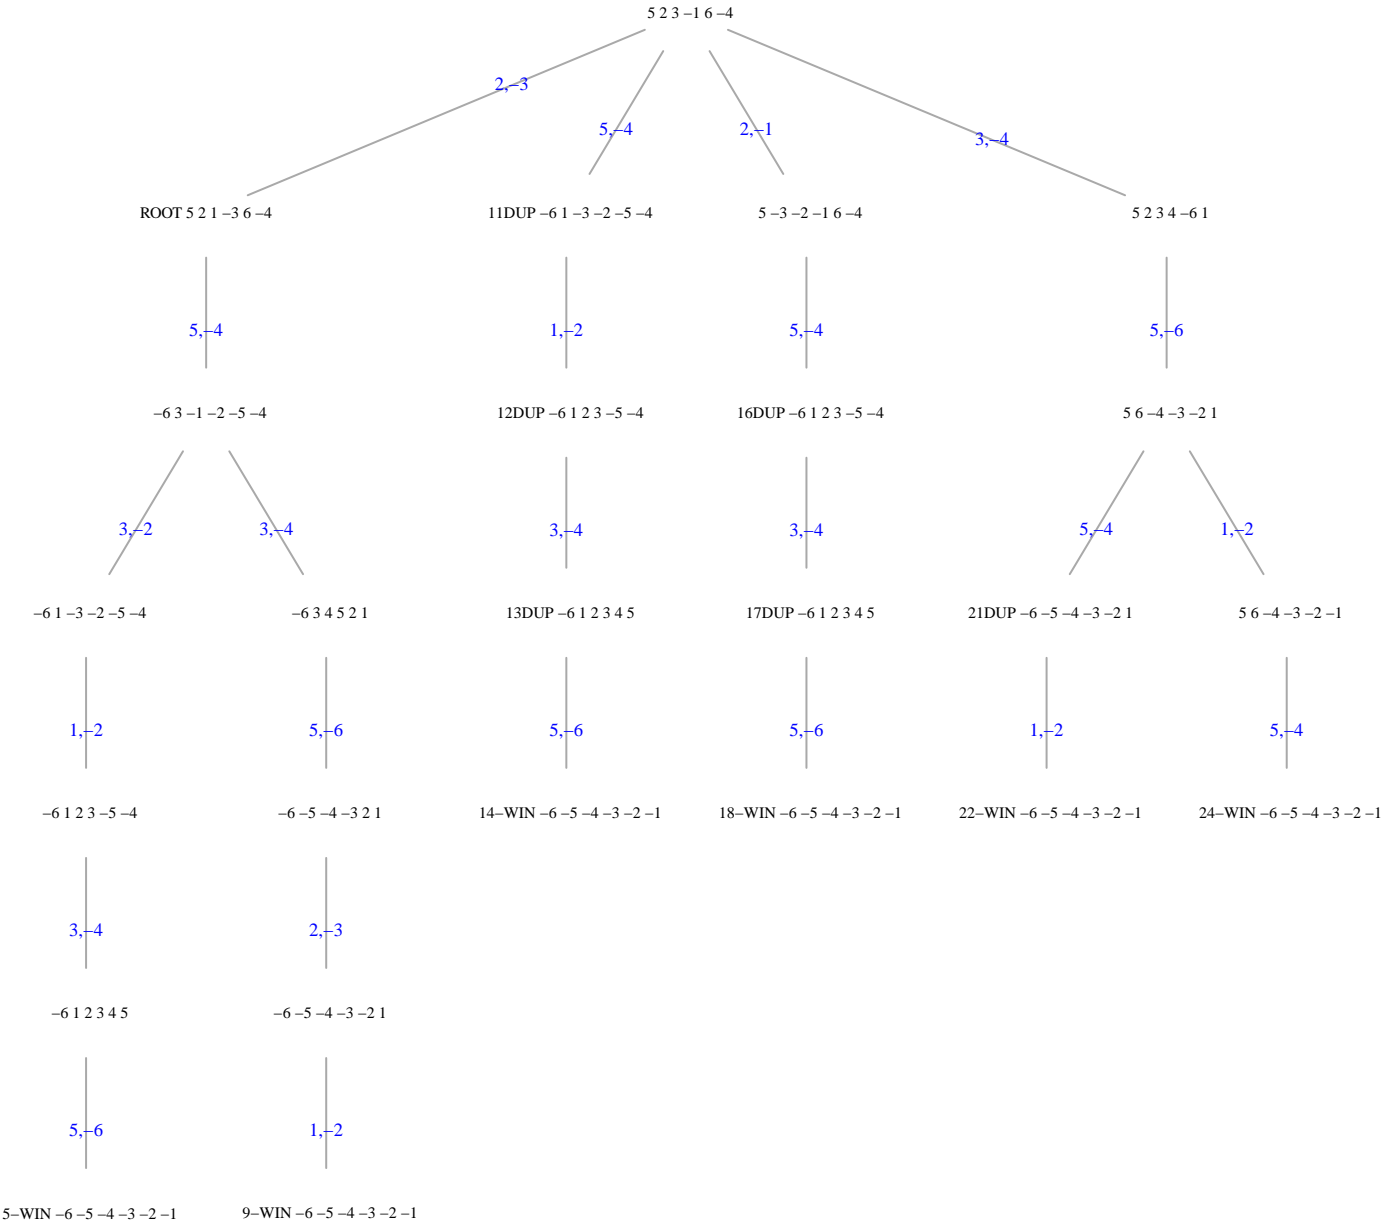 5 2 3 −1 6 −4
2,−3
5,−4
2,−1
3,−4
ROOT 5 2 1 −3 6 −4
11DUP −6 1 −3 −2 −5 −4
5 −3 −2 −1 6 −4
5 2 3 4 −6 1
5,−4
1,−2
5,−4
5,−6
−6 3 −1 −2 −5 −4
12DUP −6 1 2 3 −5 −4
16DUP −6 1 2 3 −5 −4
5 6 −4 −3 −2 1
3,−2
3,−4
3,−4
3,−4
5,−4
1,−2
−6 1 −3 −2 −5 −4
−6 3 4 5 2 1
13DUP −6 1 2 3 4 5
17DUP −6 1 2 3 4 5
21DUP −6 −5 −4 −3 −2 1
5 6 −4 −3 −2 −1
1,−2
5,−6
5,−6
5,−6
1,−2
5,−4
−6 1 2 3 −5 −4
−6 −5 −4 −3 2 1
14−WIN −6 −5 −4 −3 −2 −1
18−WIN −6 −5 −4 −3 −2 −1
22−WIN −6 −5 −4 −3 −2 −1
24−WIN −6 −5 −4 −3 −2 −1
3,−4
2,−3
−6 1 2 3 4 5
−6 −5 −4 −3 −2 1
5,−6
1,−2
5−WIN −6 −5 −4 −3 −2 −1
9−WIN −6 −5 −4 −3 −2 −1